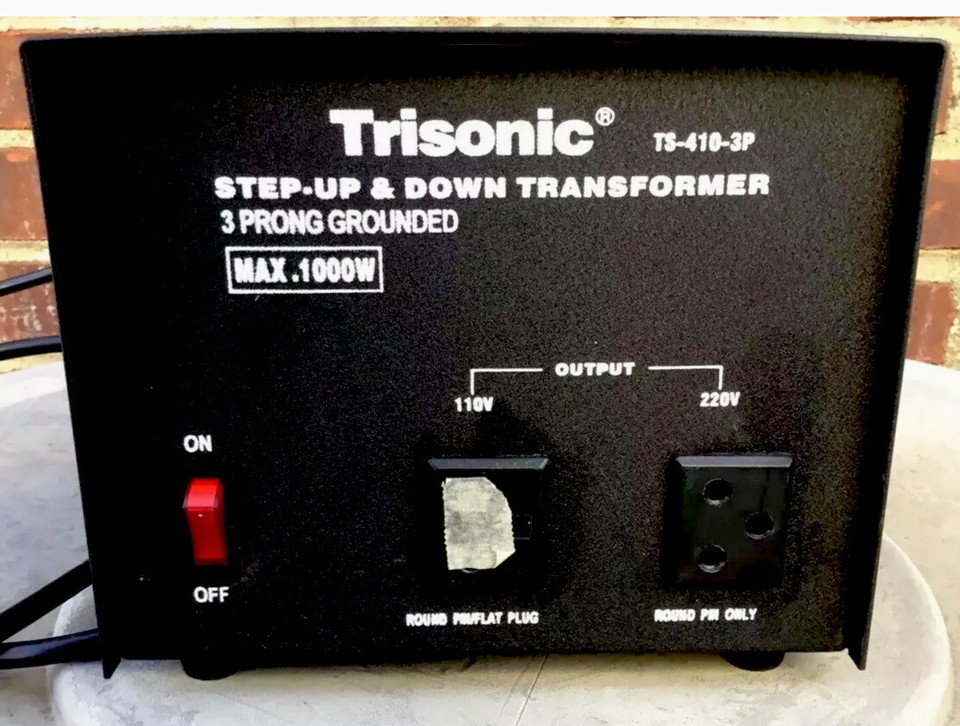 Trisonic®
TS-410-3P
STEP-UP & DOWN TRANSFORMER
3 PRONG GROUNDED
MAX.1000W
OUTPUT
110V
220V
ON
OFF
ROUND PIN/FLAT PLUG
ROUND PIN ONLY